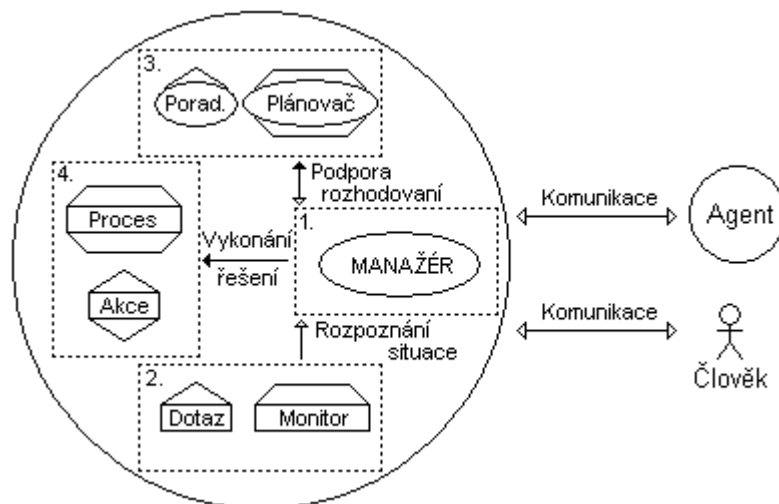 3.
Porad.
Plánovač
Podpora
rozhodovaní
4.
Proces
Akce
Vykonání
řešení
1.
MANAŽÉR
Rozpoznání
situace
2.
Dotaz
Monitor
Komunikace
Agent
Komunikace
Člověk